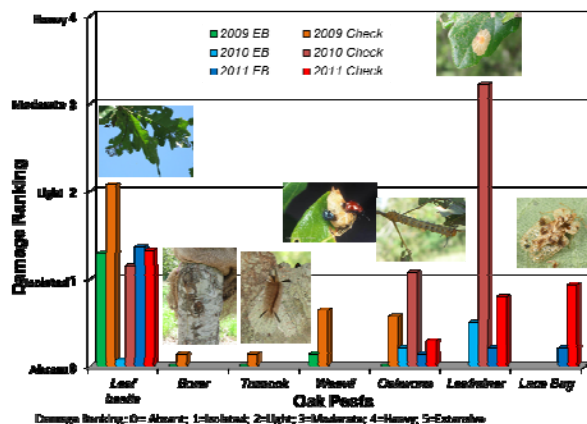 Heavy 4
2009 EB 2009 Check
2010 EB 2010 Check
2011 EB 2011 Check
Moderate 3
Light 2
Isolated 1
Absent 0
Damage Ranking
Leaf beetle Borer Tussock Weevil Oakworm Leafminer Lace Bug
Oak Pests
Damage Ranking: 0= Absent; 1=Isolated; 2=Light; 3=Moderate; 4=Heavy; 5=Extensive